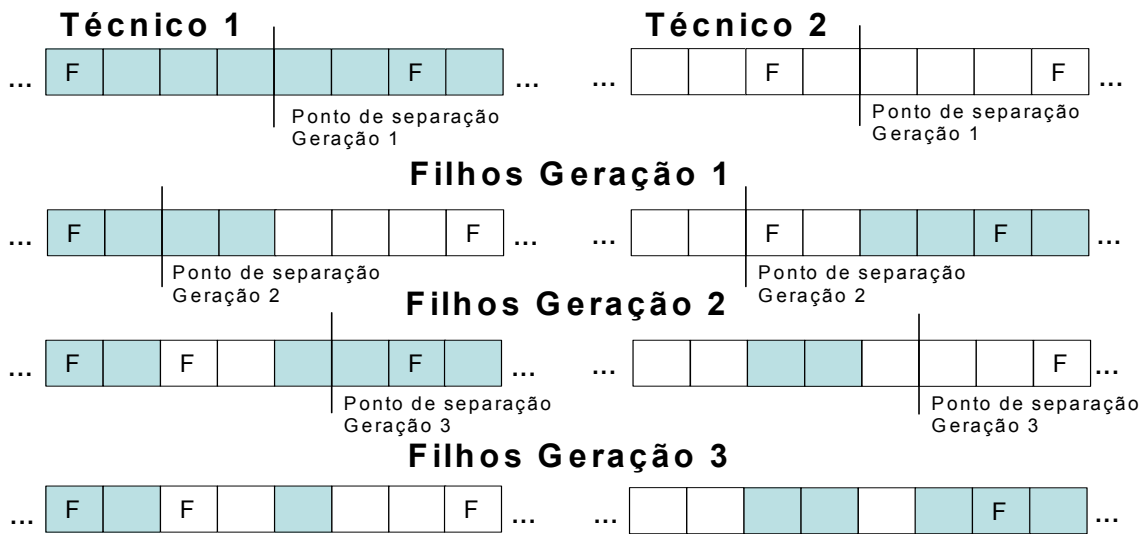 Técnico 1 Técnico 2
... F F ... ... F F ...
Ponto de separação Ponto de separação
Geração 1 Geração 1
Filhos Geração 1
... F F ... ... F F ...
Ponto de separação Ponto de separação
Geração 2 Geração 2
Filhos Geração 2
... F F F ... ... F ...
Ponto de separação Ponto de separação
Geração 3 Geração 3
Filhos Geração 3
... F F F ... ... F ...